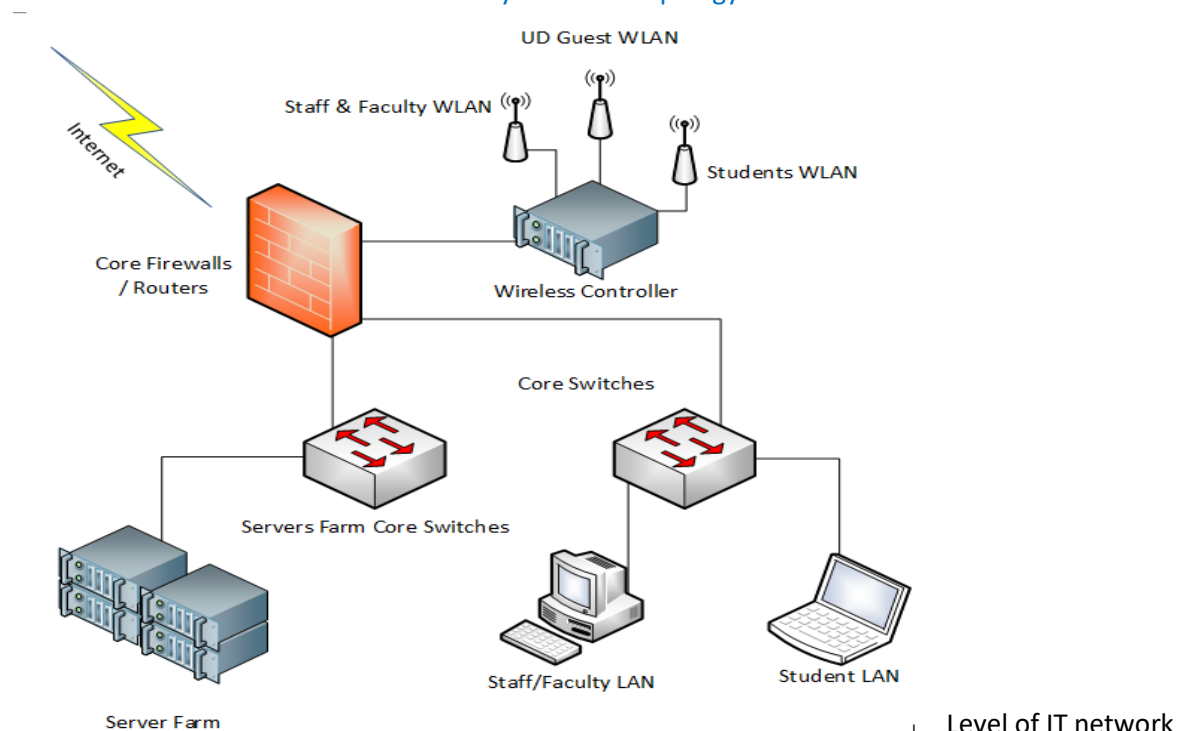 UD Guest WLAN
Staff & Faculty WLAN
Students WLAN
Internet
Core Firewalls
/ Routers
Wireless Controller
Core Switches
Servers Farm Core Switches
Staff/Faculty LAN
Student LAN
Server Farm
Level of IT network